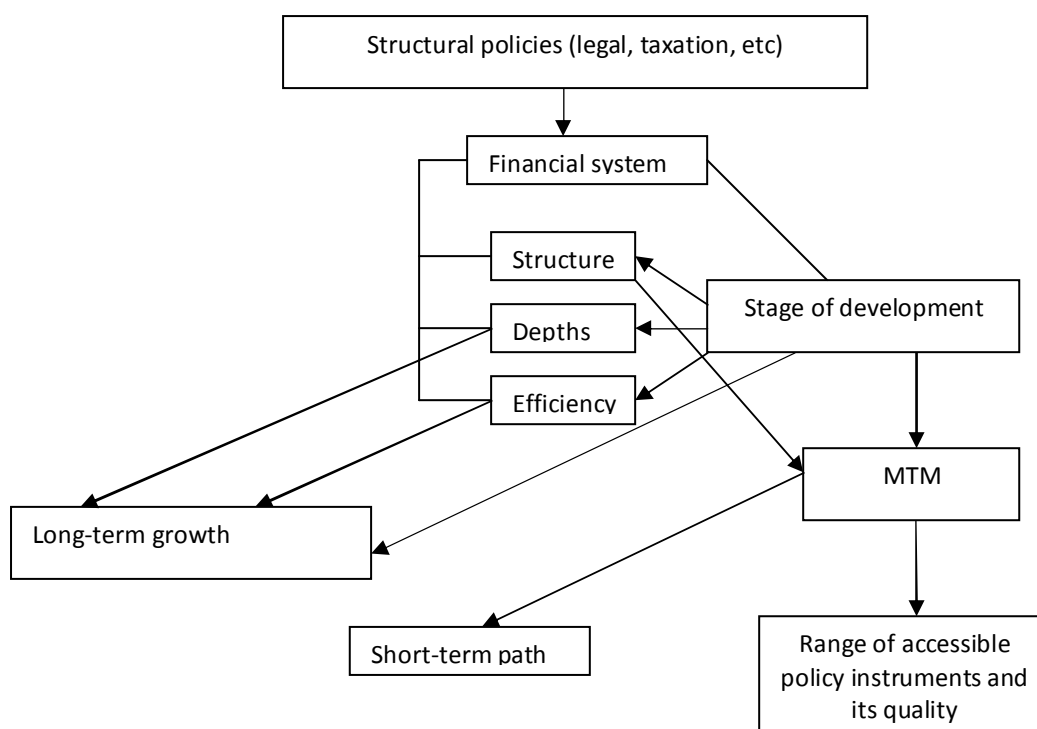 Structural policies (legal, taxation, etc)
Financial system
Structure
Stage of development
Depths
Efficiency
MTM
Long-term growth
Short-term path
Range of accessible
policy instruments and
its quality